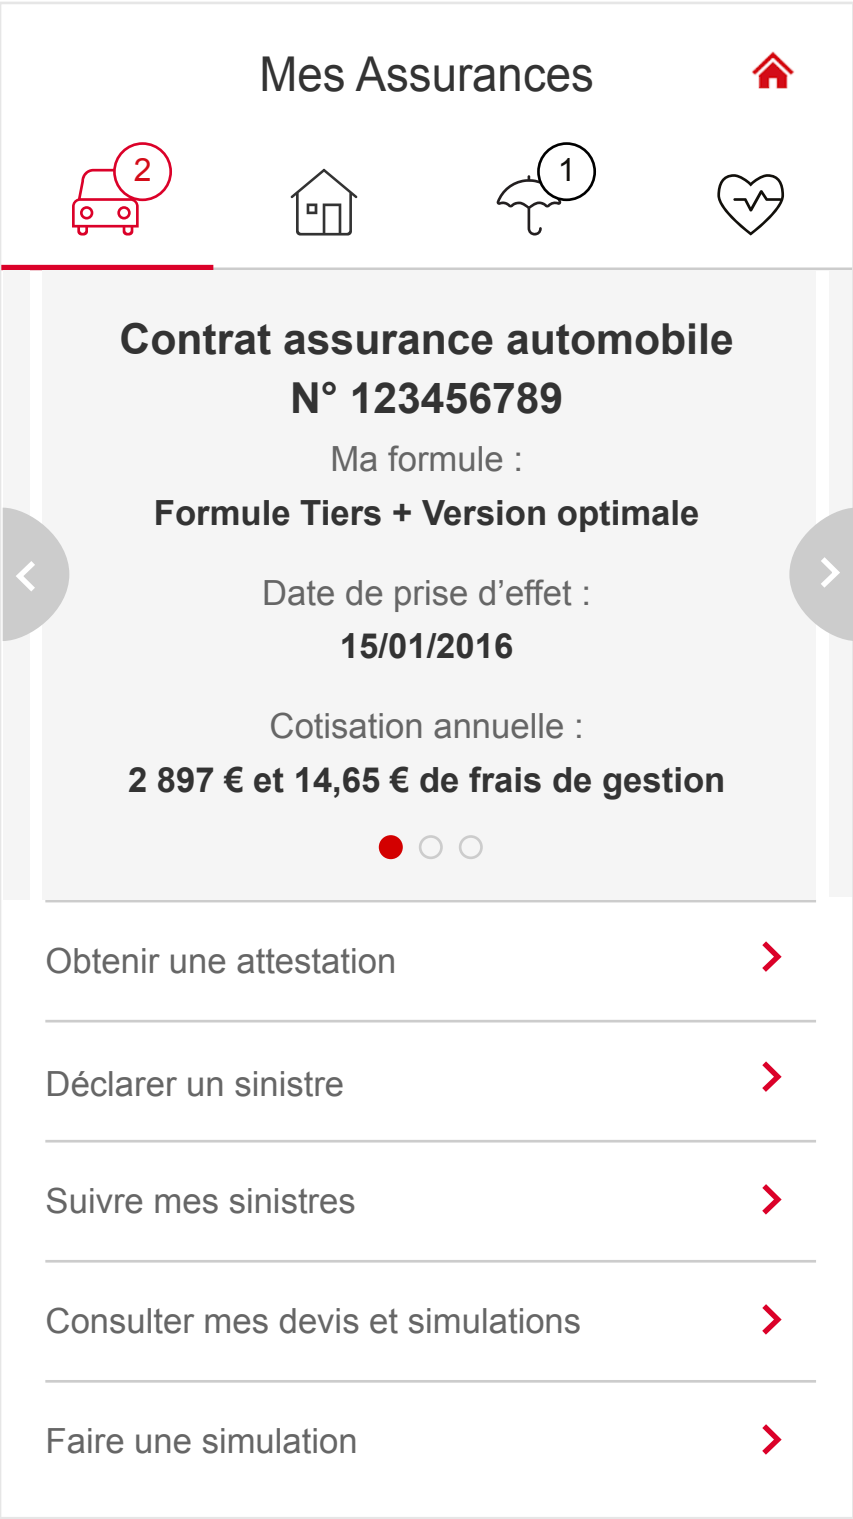 Mes Assurances
2
1
Contrat assurance automobile
N° 123456789
Ma formule :
Formule Tiers + Version optimale
Date de prise d’effet :
15/01/2016
Cotisation annuelle :
2 897 € et 14,65 € de frais de gestion
Obtenir une attestation
Déclarer un sinistre
Suivre mes sinistres
Consulter mes devis et simulations
Faire une simulation